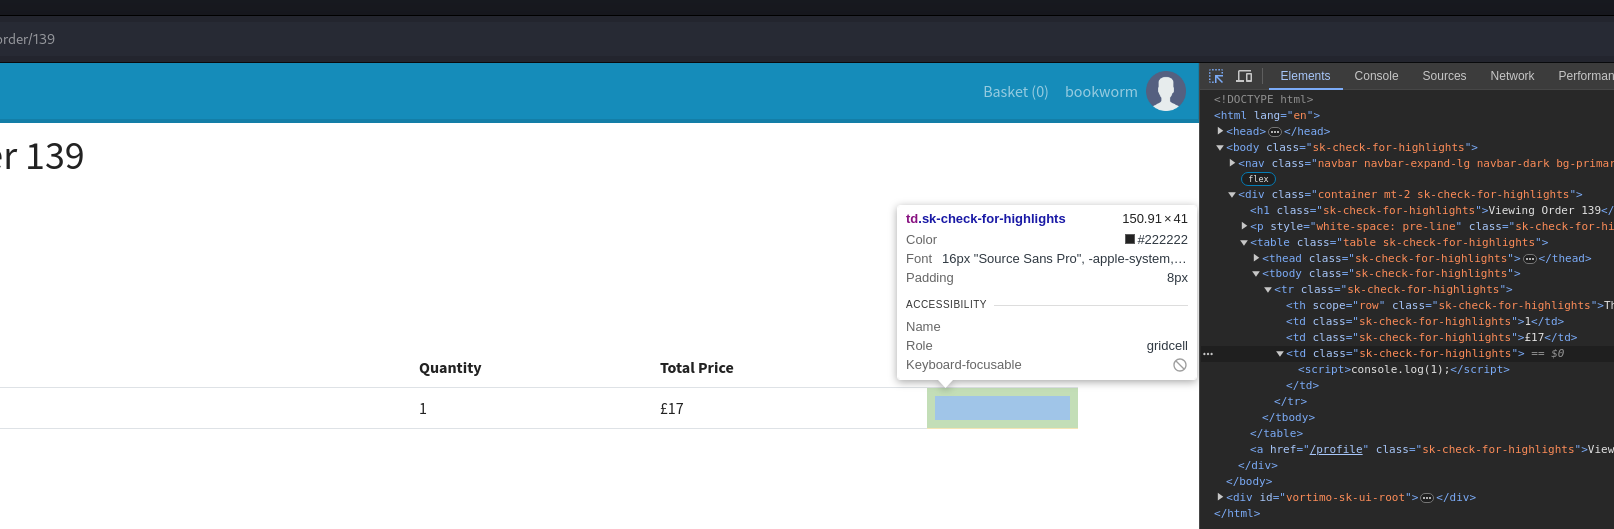 order/139
Elements Console Sources Network Performan
Basket (0) bookworm
<!DOCTYPE html>
<html lang="en">
<head>…</head>
<body class="sk-check-for-highlights">
<nav class="navbar navbar-expand-lg navbar-dark bg-primar
flex
<div class="container mt-2 sk-check-for-highlights">
<h1 class="sk-check-for-highlights">Viewing Order 139</
<p style="white-space: pre-line" class="sk-check-for-hi
<table class="table sk-check-for-highlights">
<thead class="sk-check-for-highlights">…</thead>
<tbody class="sk-check-for-highlights">
<tr class="sk-check-for-highlights">
<th scope="row" class="sk-check-for-highlights">Th
<td class="sk-check-for-highlights">1</td>
<td class="sk-check-for-highlights">£17</td>
… <td class="sk-check-for-highlights"> == $0
<script>console.log(1);</script>
</td>
</tr>
</tbody>
</table>
<a href="/profile" class="sk-check-for-highlights">View
</div>
</body>
<div id="vortimo-sk-ui-root">…</div>
</html>
er 139
td.sk-check-for-highlights 150.91×41
Color #222222
Font 16px "Source Sans Pro", -apple-system,…
Padding 8px
ACCESSIBILITY
Name
Role gridcell
Keyboard-focusable
Quantity Total Price
1 £17